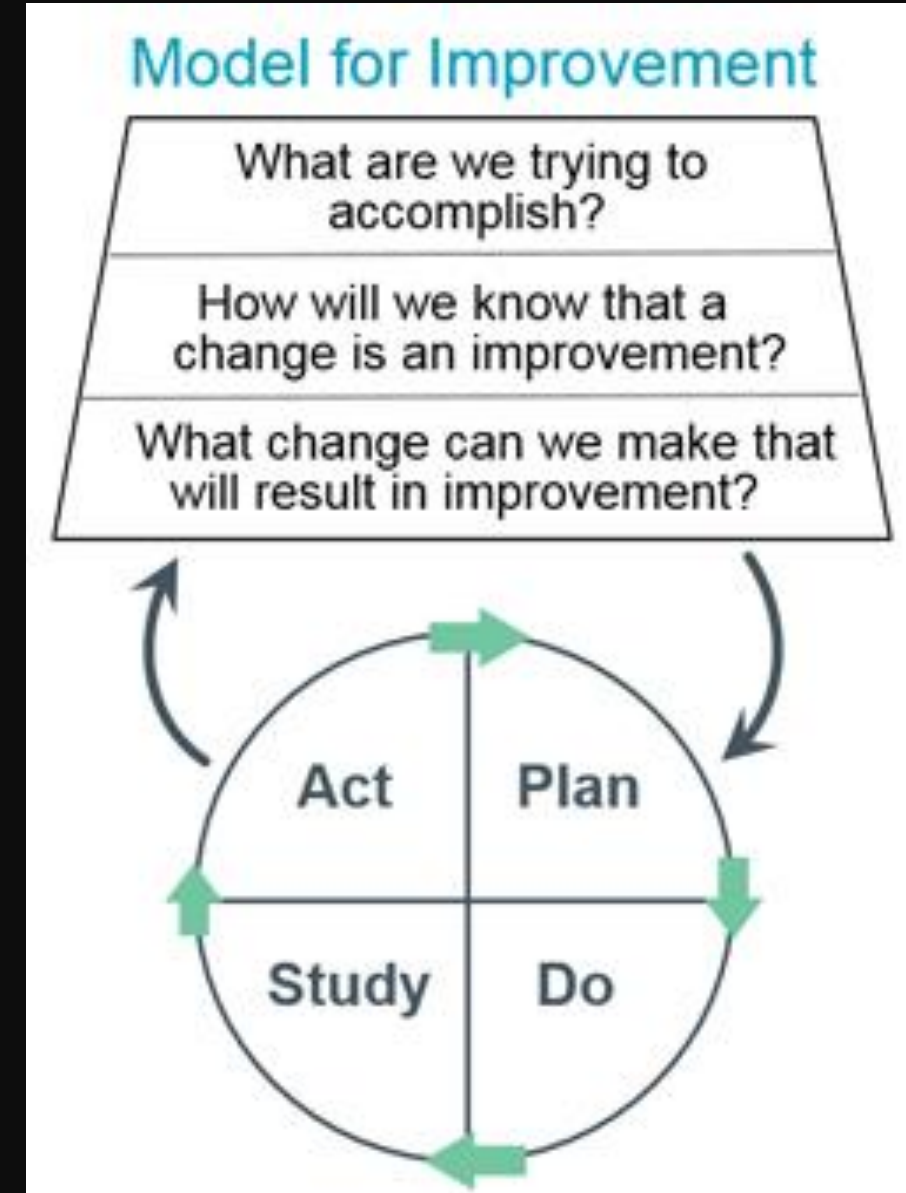 Model for Improvement
What are we trying to
accomplish?
How will we know that a
change is an improvement?
What change can we make that
will result in improvement?
Act
Plan
Study
Do